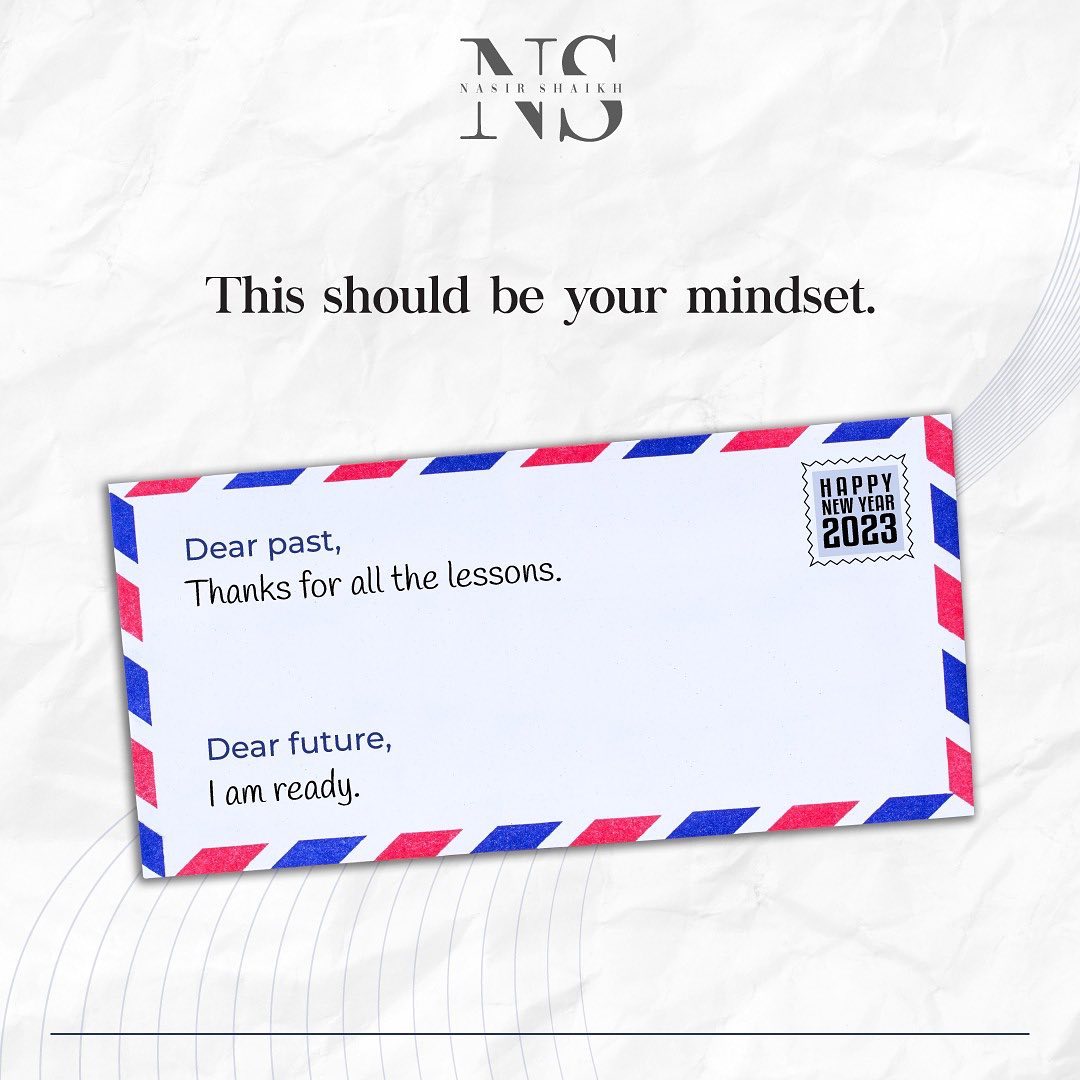 NS
NASIR SHAIKH
This should be your mindset.
HAPPY
NEW YEAR
2023
Dear past,
Thanks for all the lessons.
Dear future,
I am ready.